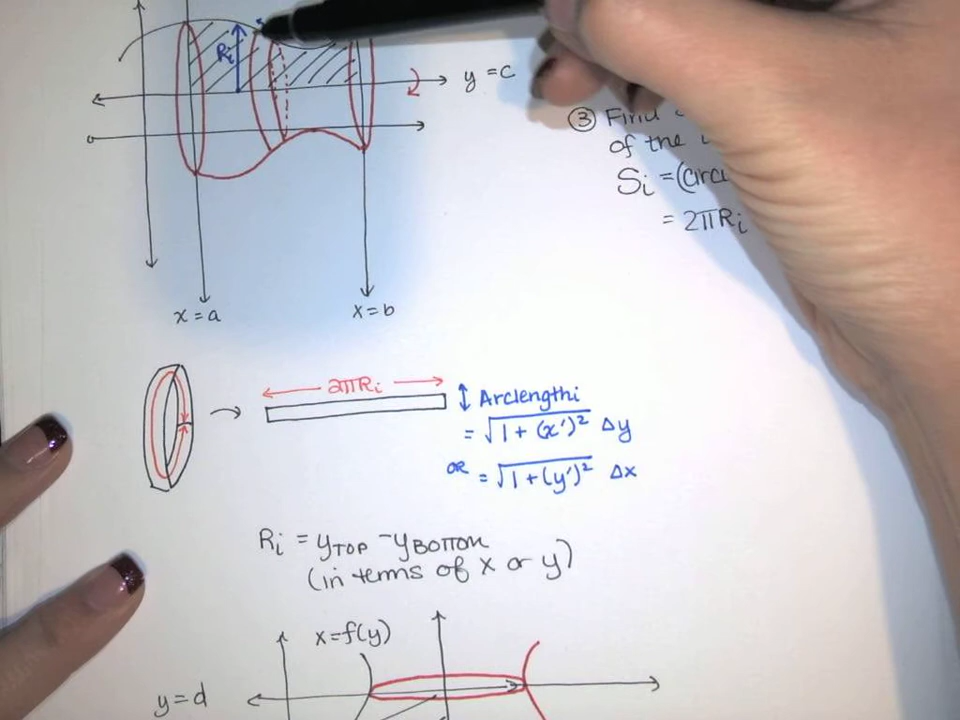 Ri
y = c
③ Find
of the
Si = (circ
= 2πRi
x = a
x = b
2πRi
Arclengthi
= √1 + (x')² Δy
OR = √1 + (y')² Δx
Ri = yTOP - yBOTTOM
(in terms of x or y)
x = f(y)
y = d